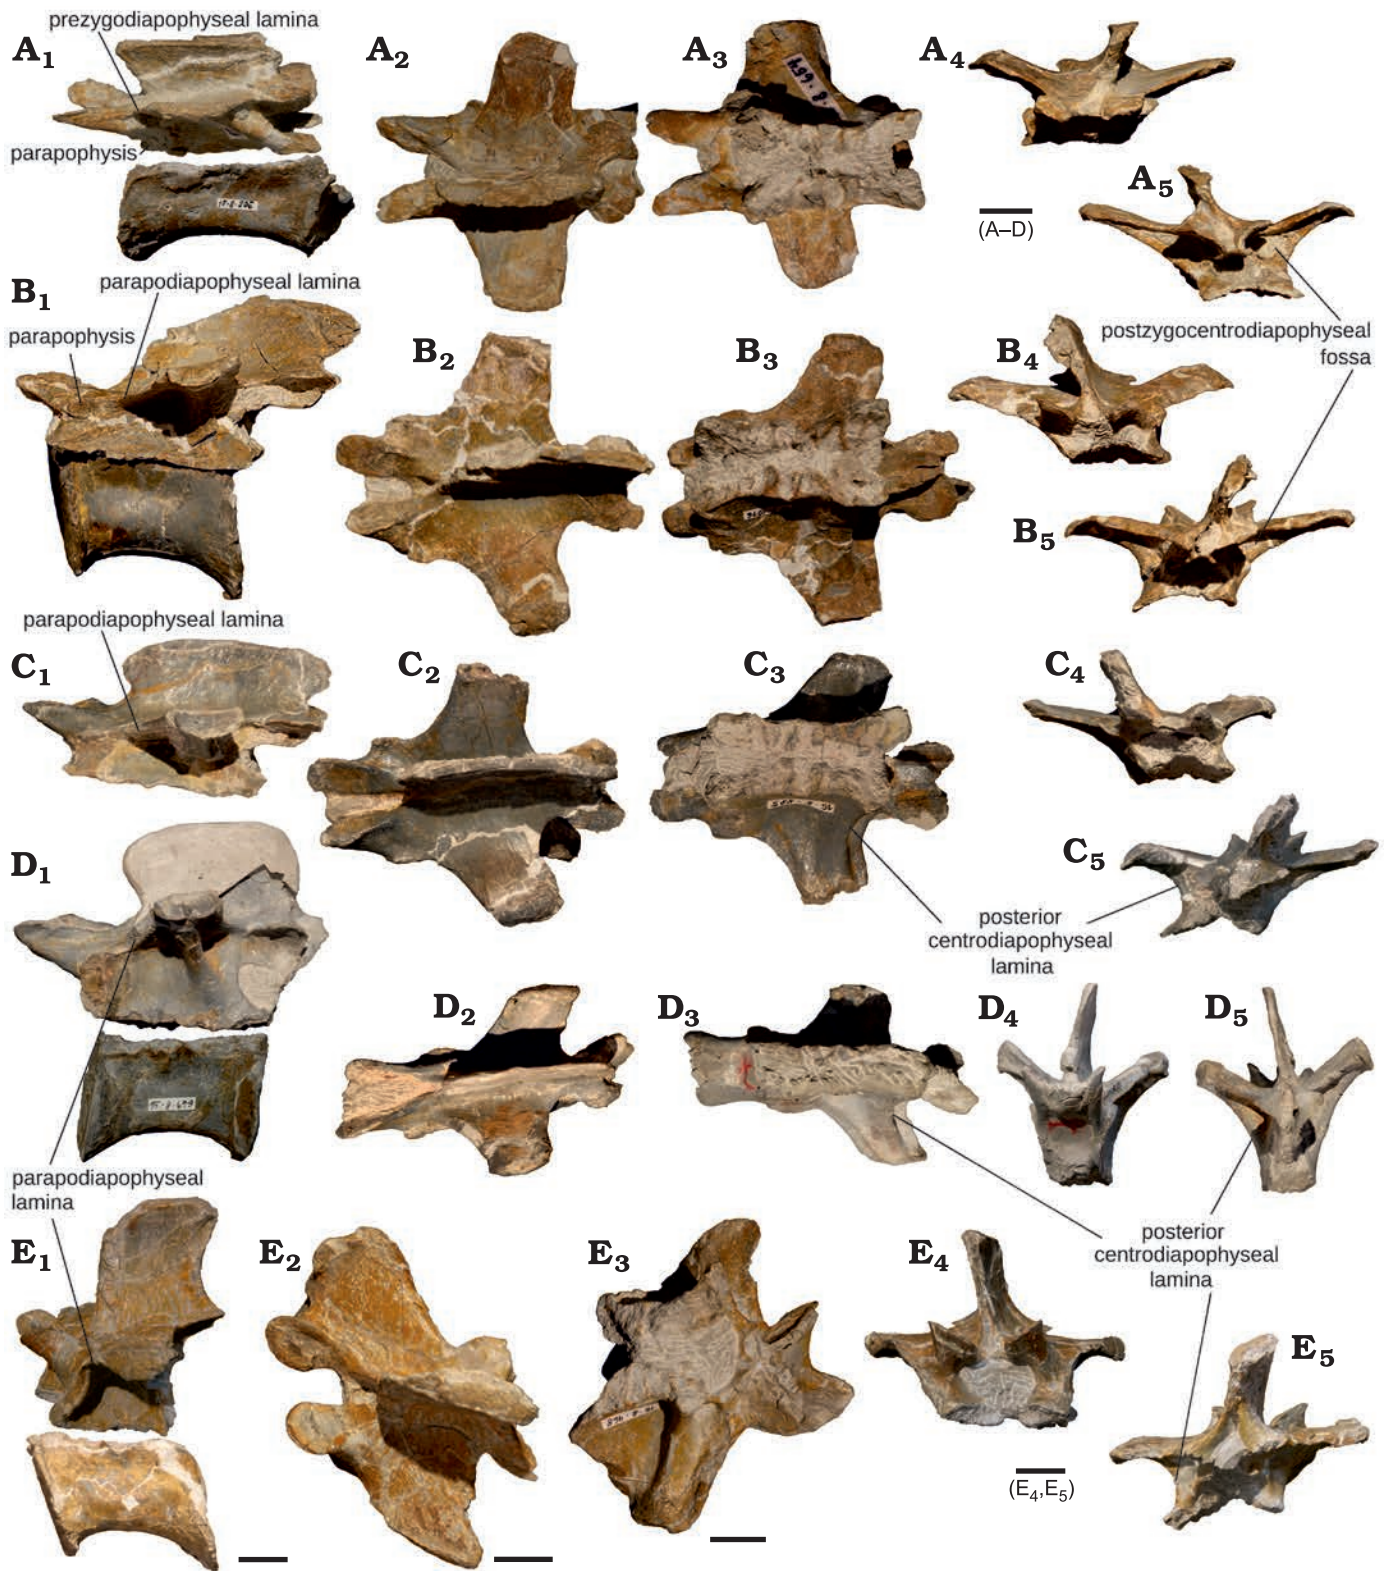 prezygodiapophyseal lamina
A1
A2
A3
A4
parapophysis
A5
(A–D)
parapodiapophyseal lamina
B1
parapophysis
B2
B3
B4
postzygocentrodiapophyseal
fossa
B5
parapodiapophyseal lamina
C1
C2
C3
C4
C5
D1
posterior
centrodiapophyseal
lamina
D2
D3
D4
D5
parapodiapophyseal
lamina
posterior
centrodiapophyseal
lamina
E1
E2
E3
E4
E5
(E4,E5)